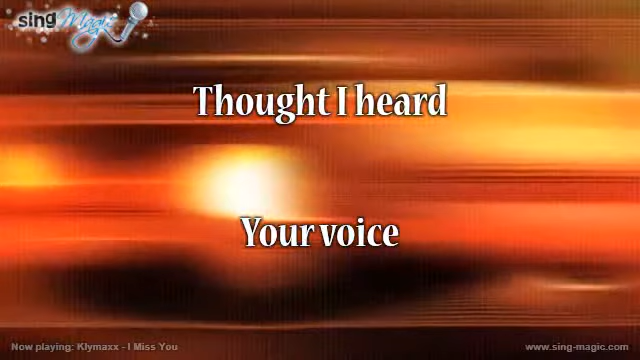 sing Magic
Thought I heard
Your voice
Now playing: Klymaxx - I Miss You
www.sing-magic.com